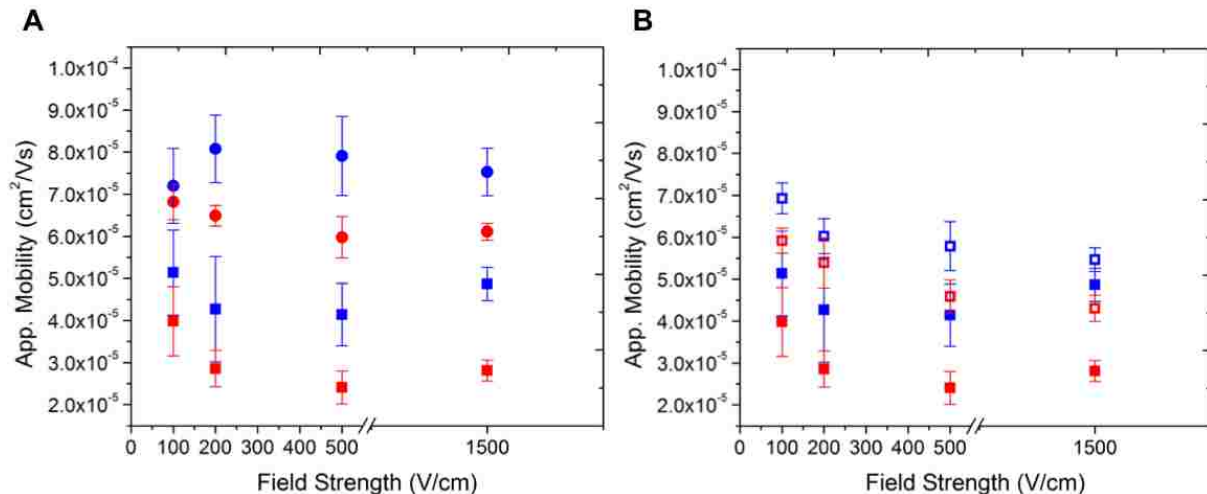 A
App. Mobility (cm²/Vs)
1.0x10⁻⁴
9.0x10⁻⁵
8.0x10⁻⁵
7.0x10⁻⁵
6.0x10⁻⁵
5.0x10⁻⁵
4.0x10⁻⁵
3.0x10⁻⁵
2.0x10⁻⁵
0 100 200 300 400 500 1500
Field Strength (V/cm)
B
App. Mobility (cm²/Vs)
1.0x10⁻⁴
9.0x10⁻⁵
8.0x10⁻⁵
7.0x10⁻⁵
6.0x10⁻⁵
5.0x10⁻⁵
4.0x10⁻⁵
3.0x10⁻⁵
2.0x10⁻⁵
0 100 200 300 400 500 1500
Field Strength (V/cm)